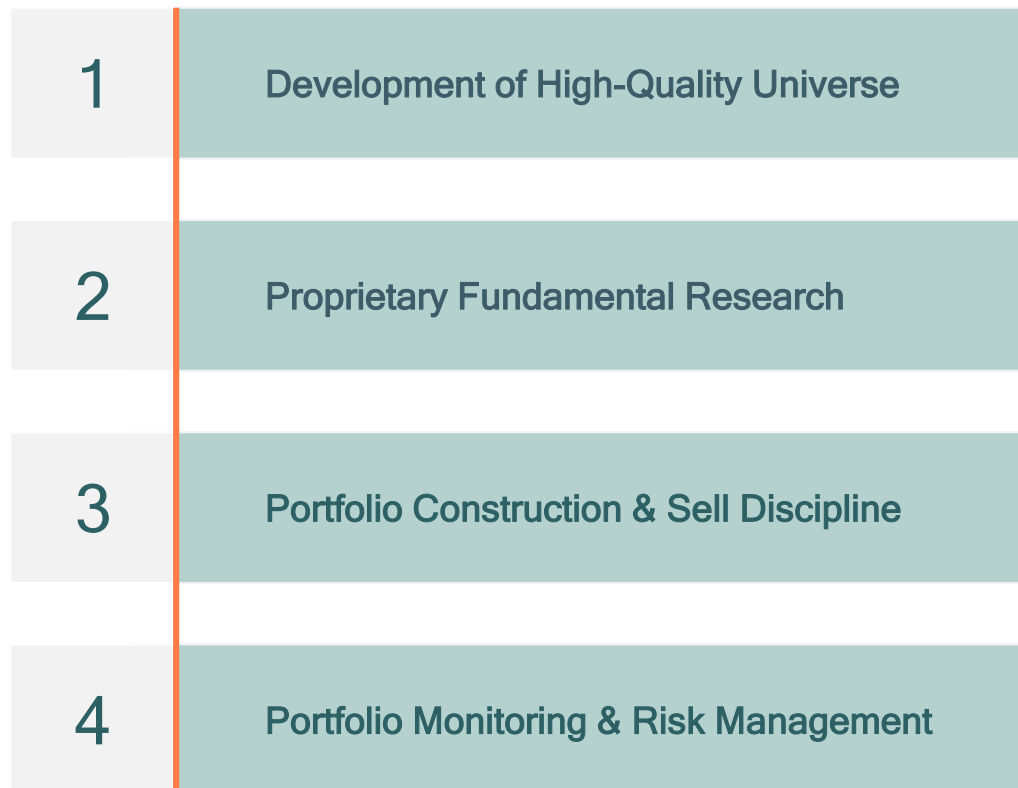 1
Development of High-Quality Universe
2
Proprietary Fundamental Research
3
Portfolio Construction & Sell Discipline
4
Portfolio Monitoring & Risk Management